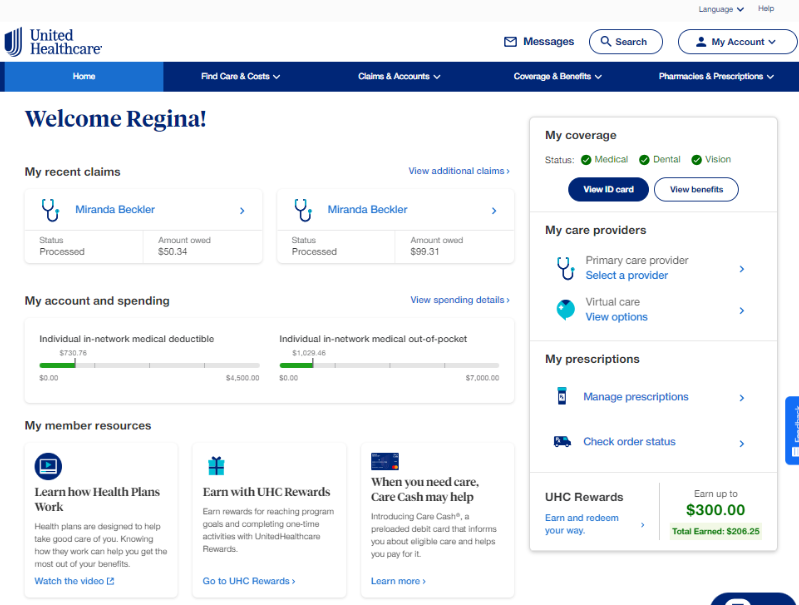 Language
Help
United
Healthcare
Messages
Search
My Account
Home
Find Care & Costs
Claims & Accounts
Coverage & Benefits
Pharmacies & Prescriptions
Welcome Regina!
My recent claims
View additional claims
Miranda Beckler
Status
Processed
Amount owed
$50.34
Miranda Beckler
Status
Processed
Amount owed
$99.31
My account and spending
View spending details
Individual in-network medical deductible
$730.76
$0.00
$4,500.00
Individual in-network medical out-of-pocket
$1,029.46
$0.00
$7,000.00
My member resources
Learn how Health Plans
Work
Health plans are designed to help
take good care of you. Knowing
how they work can help you get the
most out of your benefits.
Watch the video
Earn with UHC Rewards
Earn rewards for reaching program
goals and completing one-time
activities with UnitedHealthcare
Rewards.
Go to UHC Rewards
When you need care,
Care Cash may help
Introducing Care Cash®, a
preloaded debit card that informs
you about eligible care and helps
you pay for it.
Learn more
My coverage
Status: Medical Dental Vision
View ID card
View benefits
My care providers
Primary care provider
Select a provider
Virtual care
View options
My prescriptions
Manage prescriptions
Check order status
UHC Rewards
Earn and redeem
your way.
Earn up to
$300.00
Total Earned: $206.25
Feedback